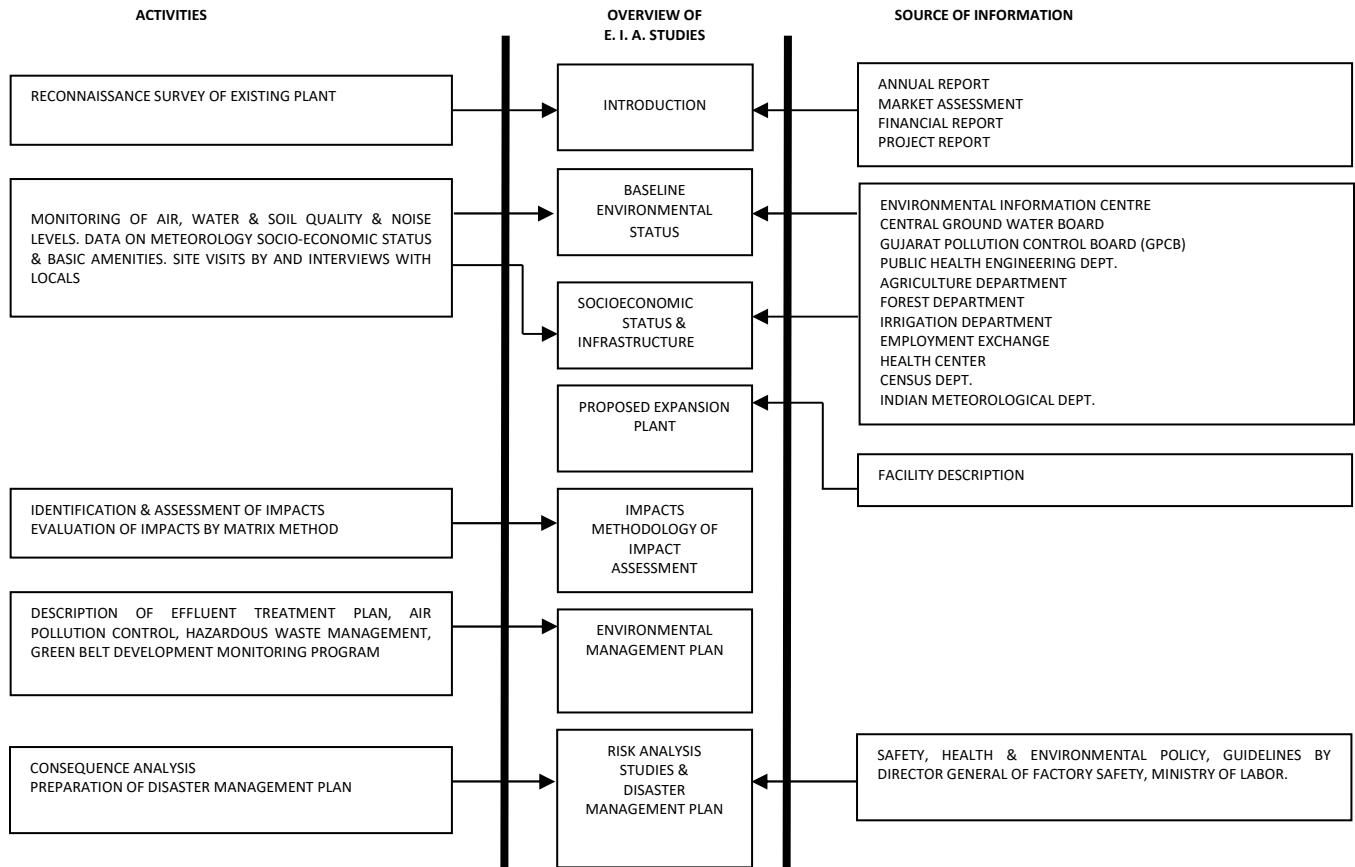 ACTIVITIES
OVERVIEW OF
E. I. A. STUDIES
SOURCE OF INFORMATION
RECONNAISSANCE SURVEY OF EXISTING PLANT
INTRODUCTION
ANNUAL REPORT
MARKET ASSESSMENT
FINANCIAL REPORT
PROJECT REPORT
MONITORING OF AIR, WATER & SOIL QUALITY & NOISE
LEVELS. DATA ON METEOROLOGY SOCIO-ECONOMIC STATUS
& BASIC AMENITIES. SITE VISITS BY AND INTERVIEWS WITH
LOCALS
BASELINE
ENVIRONMENTAL
STATUS
ENVIRONMENTAL INFORMATION CENTRE
CENTRAL GROUND WATER BOARD
GUJARAT POLLUTION CONTROL BOARD (GPCB)
PUBLIC HEALTH ENGINEERING DEPT.
AGRICULTURE DEPARTMENT
FOREST DEPARTMENT
IRRIGATION DEPARTMENT
EMPLOYMENT EXCHANGE
HEALTH CENTER
CENSUS DEPT.
INDIAN METEOROLOGICAL DEPT.
SOCIOECONOMIC
STATUS &
INFRASTRUCTURE
PROPOSED EXPANSION
PLANT
FACILITY DESCRIPTION
IDENTIFICATION & ASSESSMENT OF IMPACTS
EVALUATION OF IMPACTS BY MATRIX METHOD
IMPACTS
METHODOLOGY OF
IMPACT
ASSESSMENT
DESCRIPTION OF EFFLUENT TREATMENT PLAN, AIR
POLLUTION CONTROL, HAZARDOUS WASTE MANAGEMENT,
GREEN BELT DEVELOPMENT MONITORING PROGRAM
ENVIRONMENTAL
MANAGEMENT PLAN
CONSEQUENCE ANALYSIS
PREPARATION OF DISASTER MANAGEMENT PLAN
RISK ANALYSIS
STUDIES &
DISASTER
MANAGEMENT PLAN
SAFETY, HEALTH & ENVIRONMENTAL POLICY, GUIDELINES BY
DIRECTOR GENERAL OF FACTORY SAFETY, MINISTRY OF LABOR.